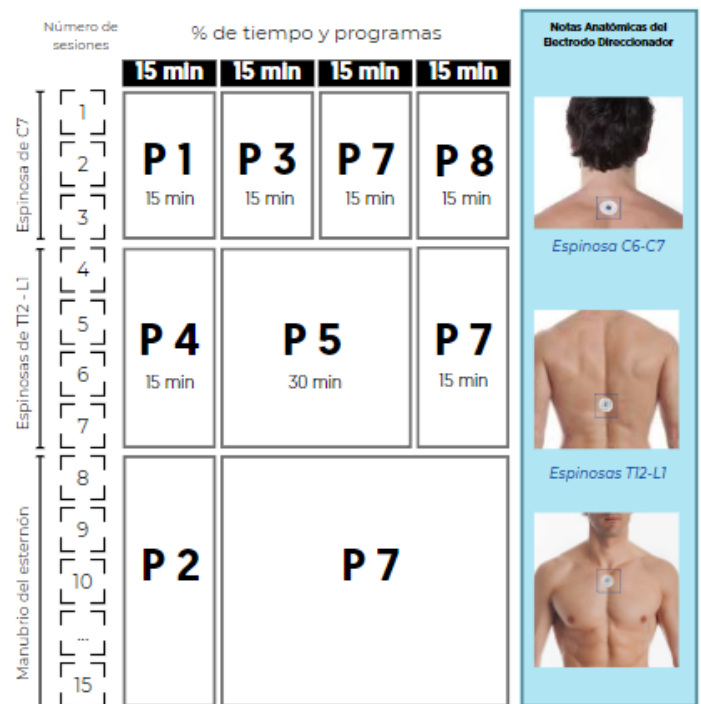 Número de
sesiones
% de tiempo y programas
15 min 15 min 15 min 15 min
Espinosa de C7
1
2
3
P 1
15 min
P 3
15 min
P 7
15 min
P 8
15 min
Espinosas de T12 - L1
4
5
6
7
P 4
15 min
P 5
30 min
P 7
15 min
Manubrio del esternón
8
9
10
...
15
P 2
P 7
Notas Anatómicas del
Electrodo Direccionador
Espinosa C6-C7
Espinosas T12-L1